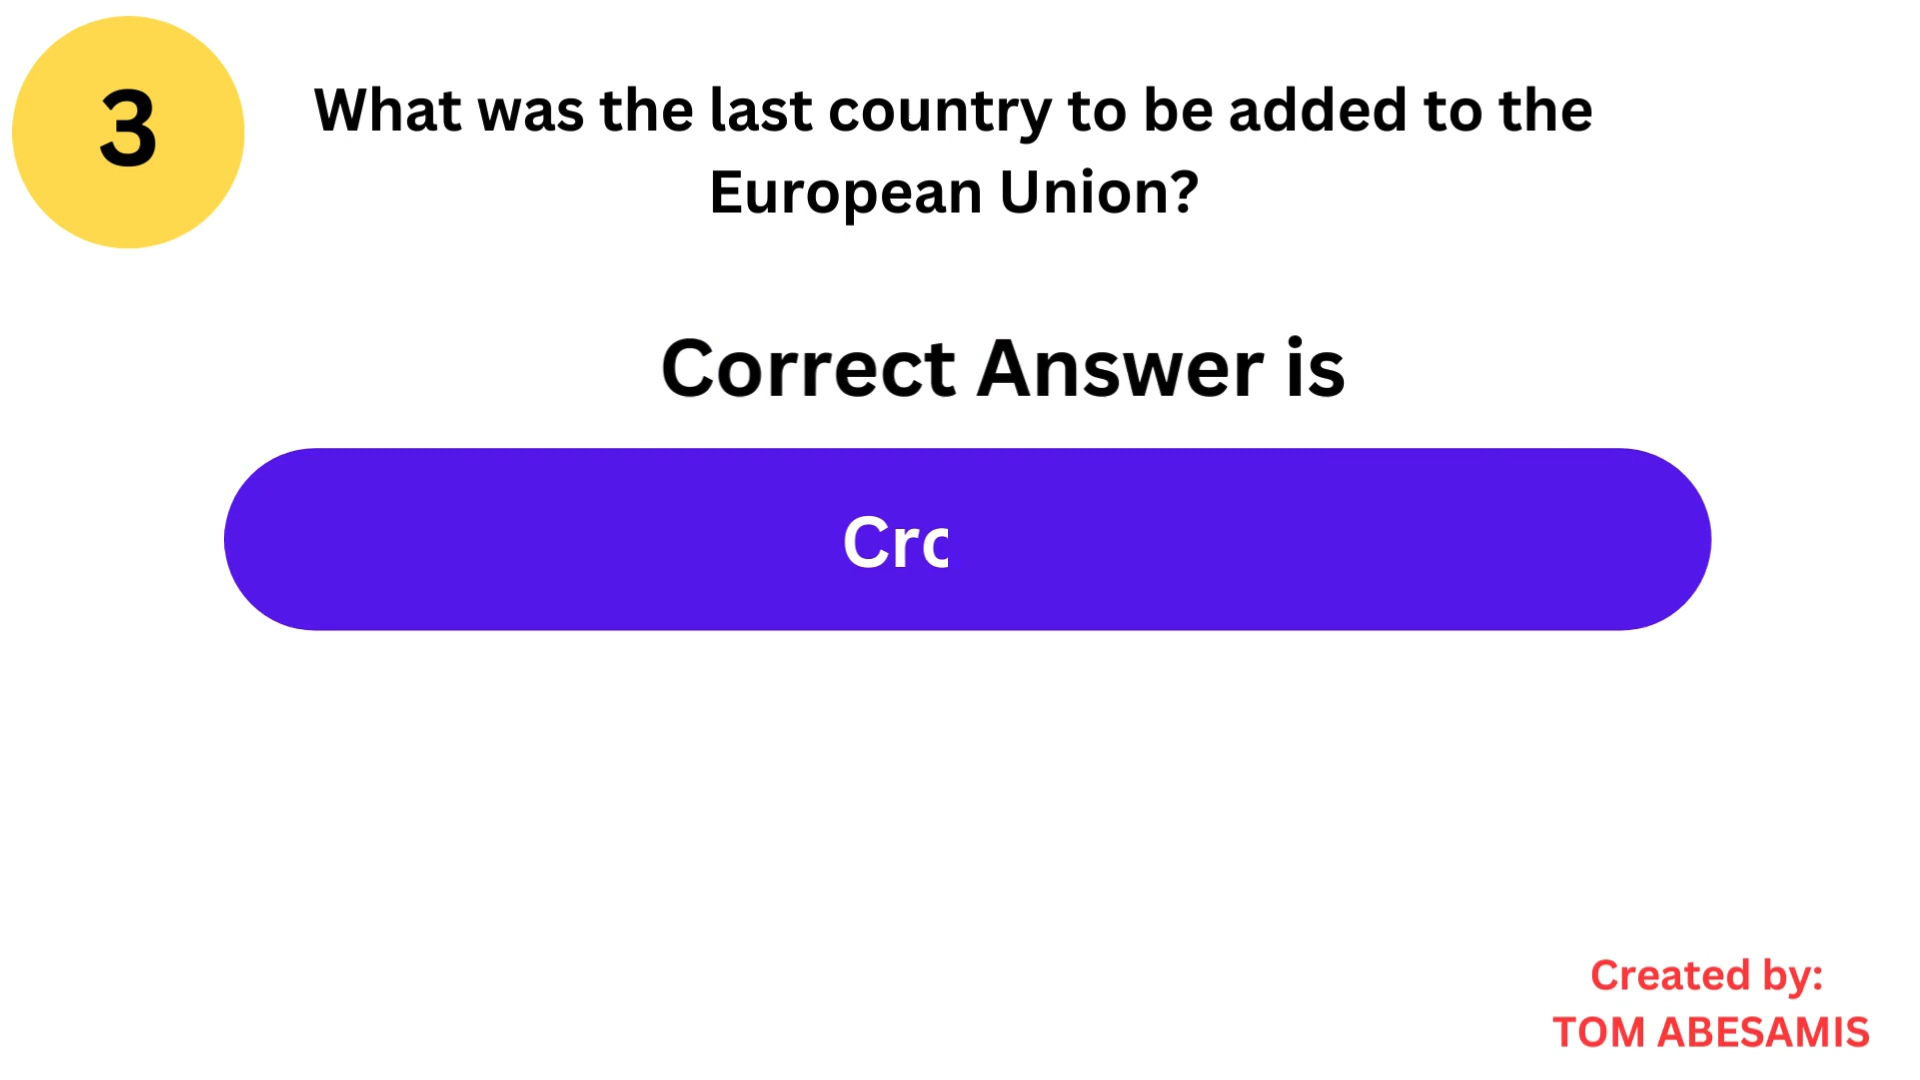 3
What was the last country to be added to the
European Union?
Correct Answer is
Cro
Created by:
TOM ABESAMIS